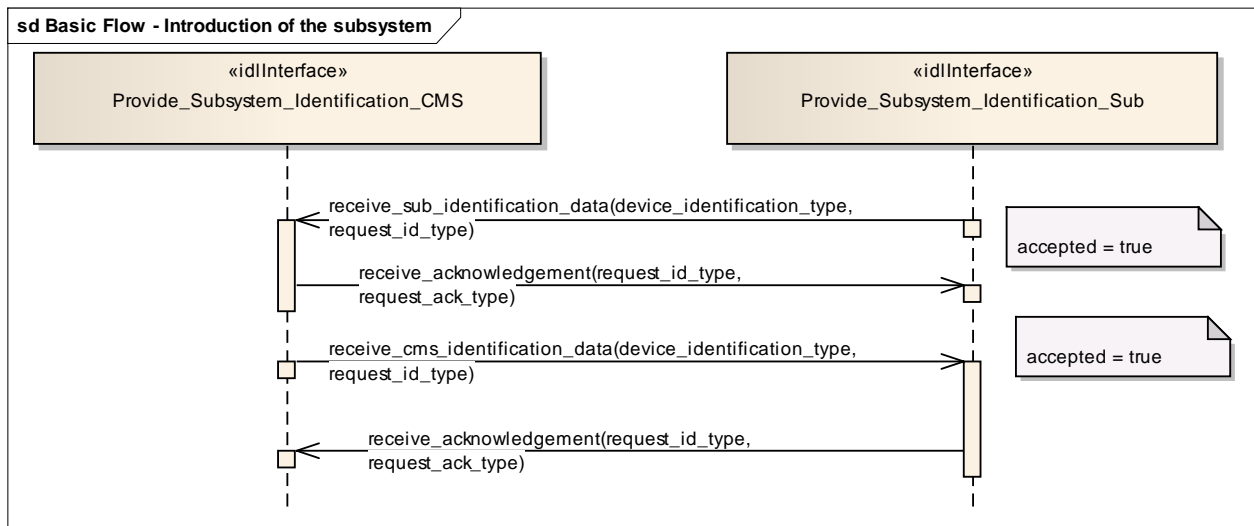 sd Basic Flow - Introduction of the subsystem
«idlInterface»
Provide_Subsystem_Identification_CMS
«idlInterface»
Provide_Subsystem_Identification_Sub
receive_sub_identification_data(device_identification_type,
request_id_type)
accepted = true
receive_acknowledgement(request_id_type,
request_ack_type)
receive_cms_identification_data(device_identification_type,
request_id_type)
accepted = true
receive_acknowledgement(request_id_type,
request_ack_type)